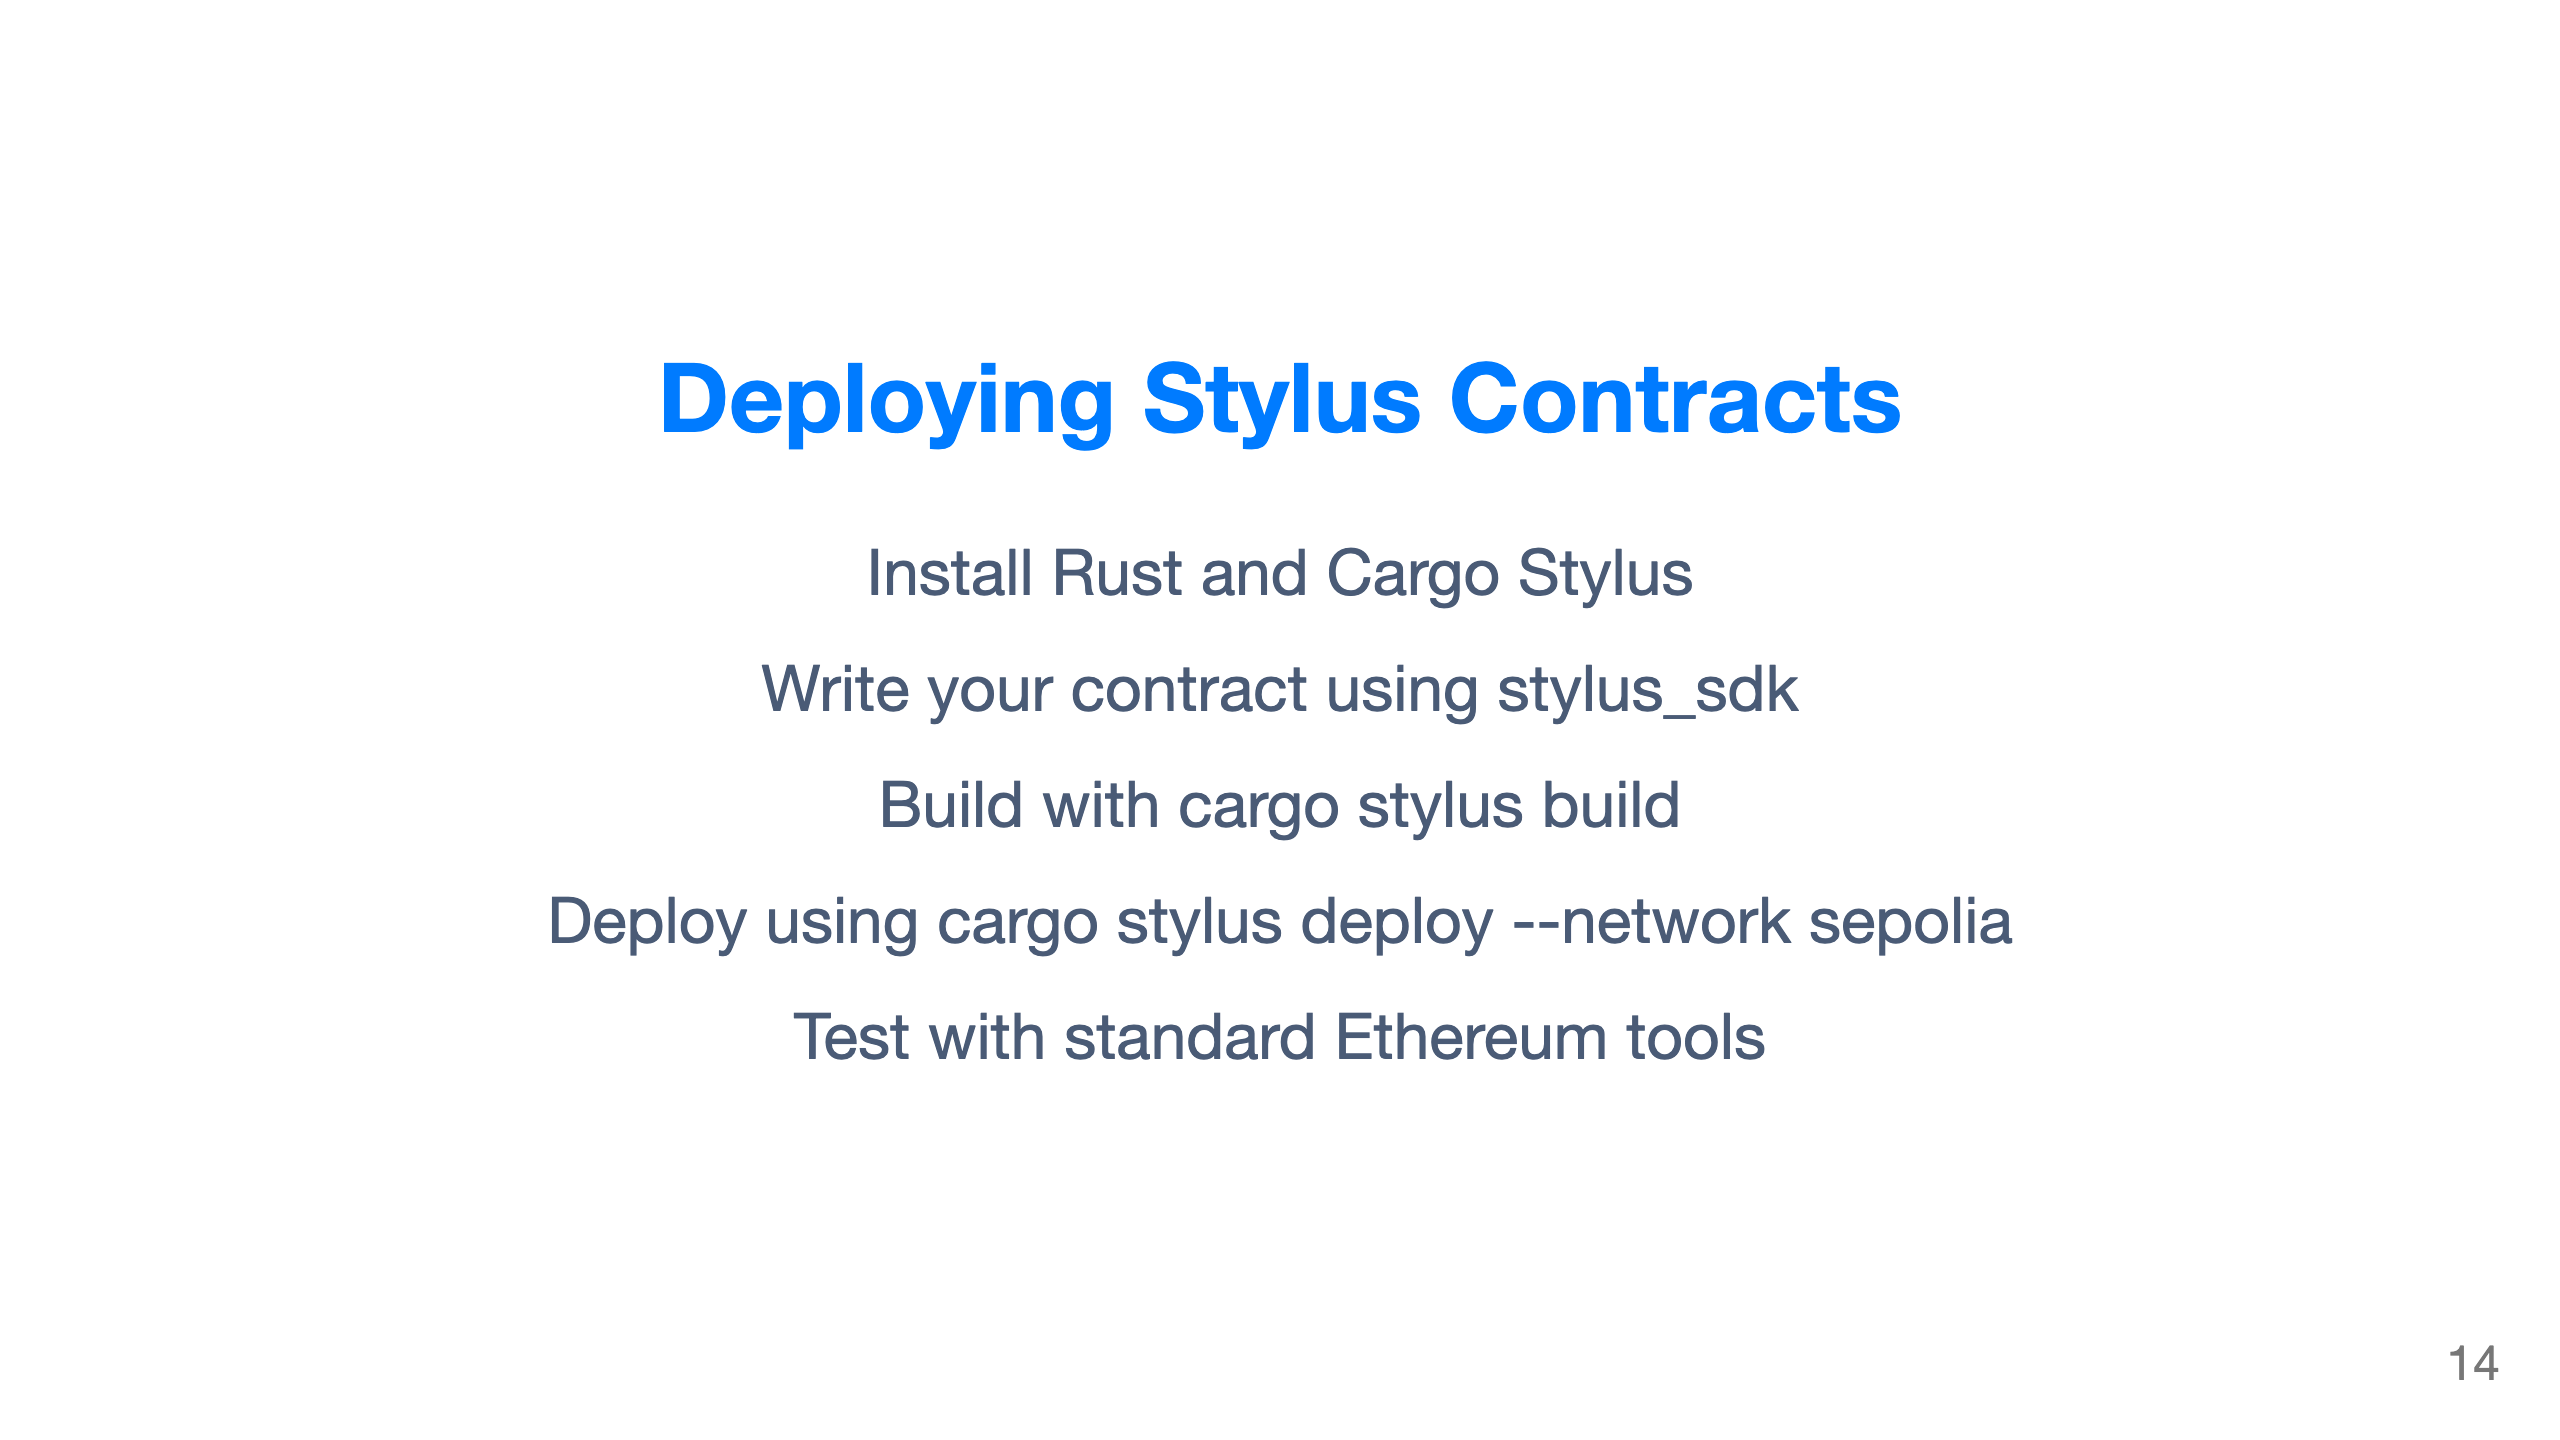 Deploying Stylus Contracts
Install Rust and Cargo Stylus
Write your contract using stylus_sdk
Build with cargo stylus build
Deploy using cargo stylus deploy --network sepolia
Test with standard Ethereum tools
14